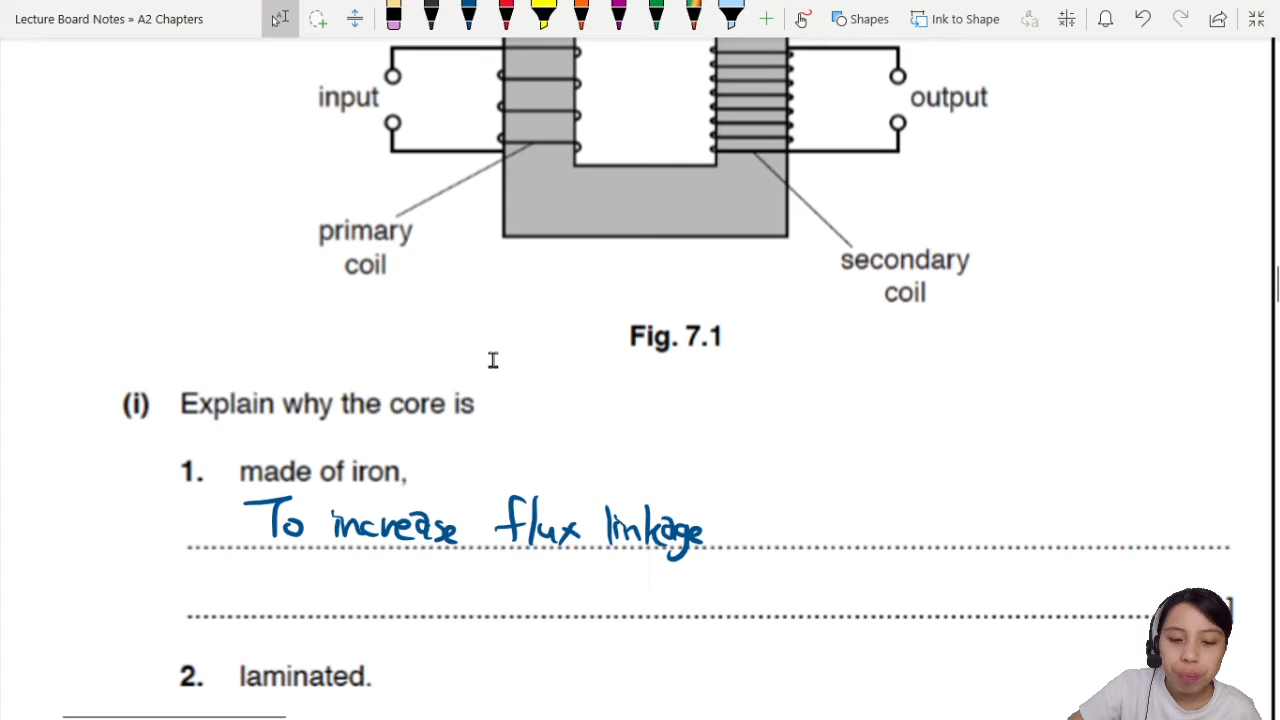 Lecture Board Notes » A2 Chapters
Shapes
Ink to Shape
input
output
primary
coil
secondary
coil
Fig. 7.1
(i) Explain why the core is
1. made of iron,
To increase flux linkage
]
2. laminated.